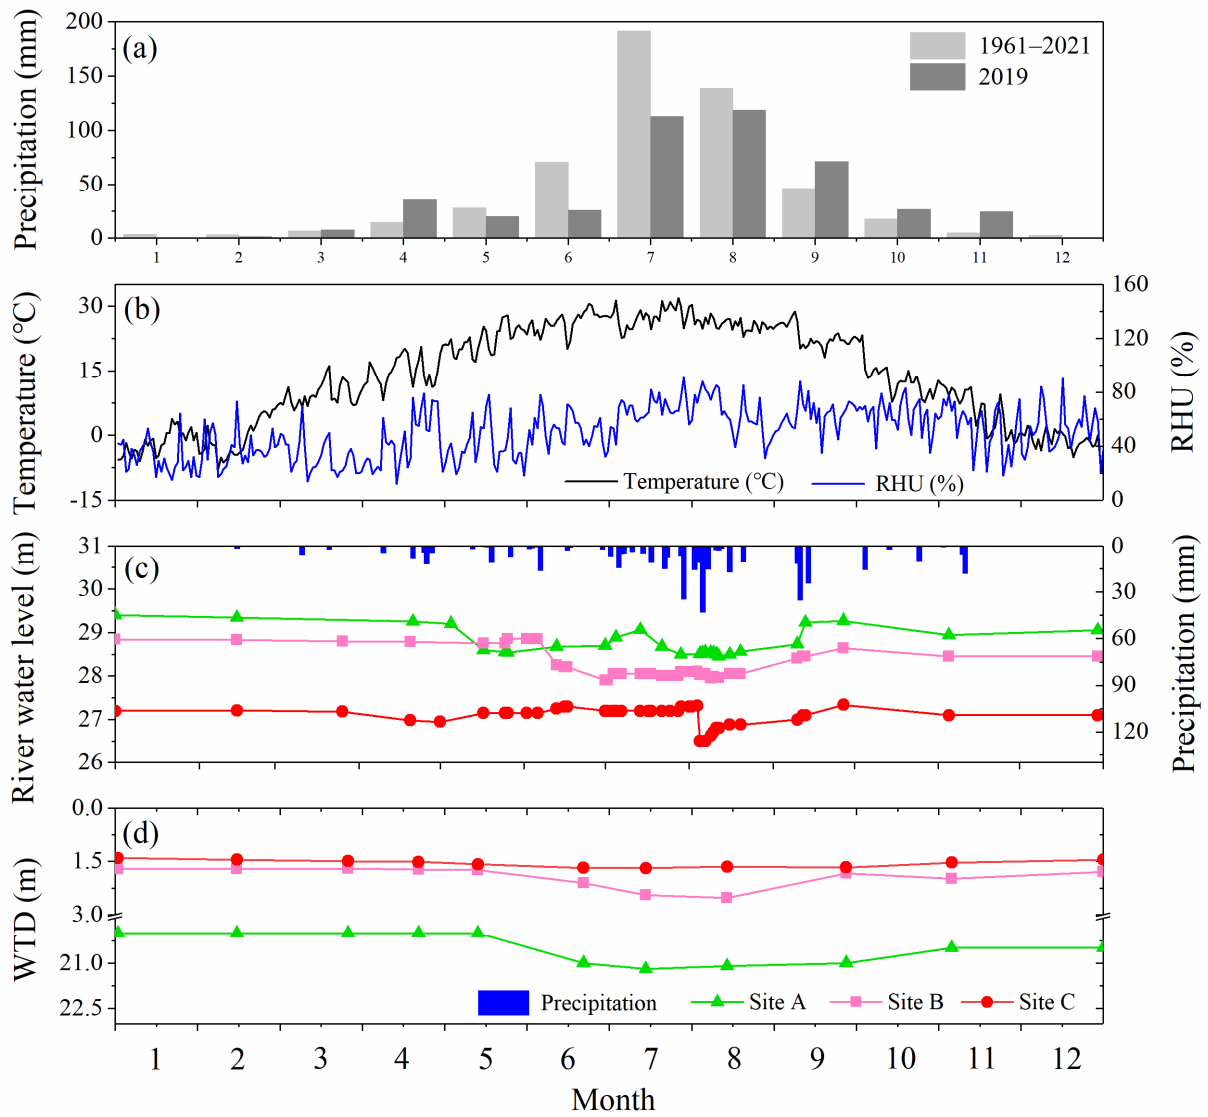 (a)
Precipitation (mm)
200
150
100
50
0
1961–2021
2019
1 2 3 4 5 6 7 8 9 10 11 12
(b)
Temperature (℃)
30
15
0
-15
160
120
80
40
0
RHU (%)
Temperature (℃) RHU (%)
(c)
River water level (m)
31
30
29
28
27
26
0
30
60
90
120
Precipitation (mm)
(d)
WTD (m)
0.0
1.5
3.0
21.0
22.5
Precipitation Site A Site B Site C
1 2 3 4 5 6 7 8 9 10 11 12
Month